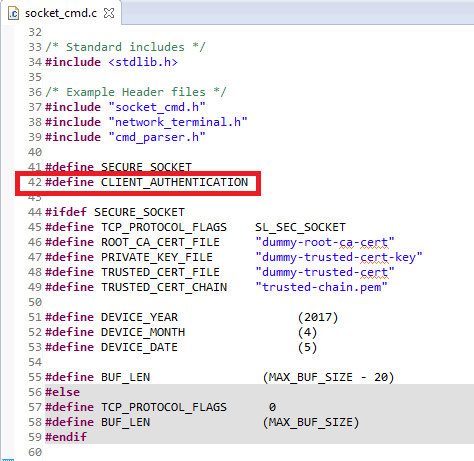 socket_cmd.c
32
33 /* Standard includes */
34 #include <stdlib.h>
35
36 /* Example Header files */
37 #include "socket_cmd.h"
38 #include "network_terminal.h"
39 #include "cmd_parser.h"
40
41 #define SECURE_SOCKET
42 #define CLIENT_AUTHENTICATION
44 #ifdef SECURE_SOCKET
45 #define TCP_PROTOCOL_FLAGS    SL_SEC_SOCKET
46 #define ROOT_CA_CERT_FILE     "dummy-root-ca-cert"
47 #define PRIVATE_KEY_FILE      "dummy-trusted-cert-key"
48 #define TRUSTED_CERT_FILE     "dummy-trusted-cert"
49 #define TRUSTED_CERT_CHAIN    "trusted-chain.pem"
50
51 #define DEVICE_YEAR                 (2017)
52 #define DEVICE_MONTH                (4)
53 #define DEVICE_DATE                 (5)
54
55 #define BUF_LEN                (MAX_BUF_SIZE - 20)
56 #else
57 #define TCP_PROTOCOL_FLAGS      0
58 #define BUF_LEN                (MAX_BUF_SIZE)
59 #endif
60